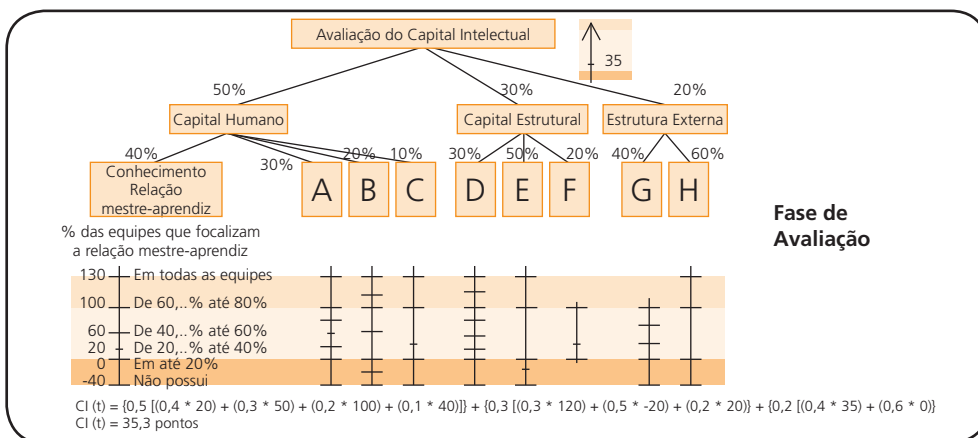 Avaliação do Capital Intelectual
35
50%
30%
20%
Capital Humano
Capital Estrutural
Estrutura Externa
40%
30%
20%
10%
30%
50%
20%
40%
60%
Conhecimento
Relação
mestre-aprendiz
A
B
C
D
E
F
G
H
Fase de
Avaliação
% das equipes que focalizam
a relação mestre-aprendiz
130 Em todas as equipes
100 De 60,..% até 80%
60 De 40,..% até 60%
20 De 20,..% até 40%
0 Em até 20%
-40 Não possui
CI (t) = {0,5 [(0,4 * 20) + (0,3 * 50) + (0,2 * 100) + (0,1 * 40)]} + {0,3 [(0,3 * 120) + (0,5 * -20) + (0,2 * 20)} + {0,2 [(0,4 * 35) + (0,6 * 0)}
CI (t) = 35,3 pontos